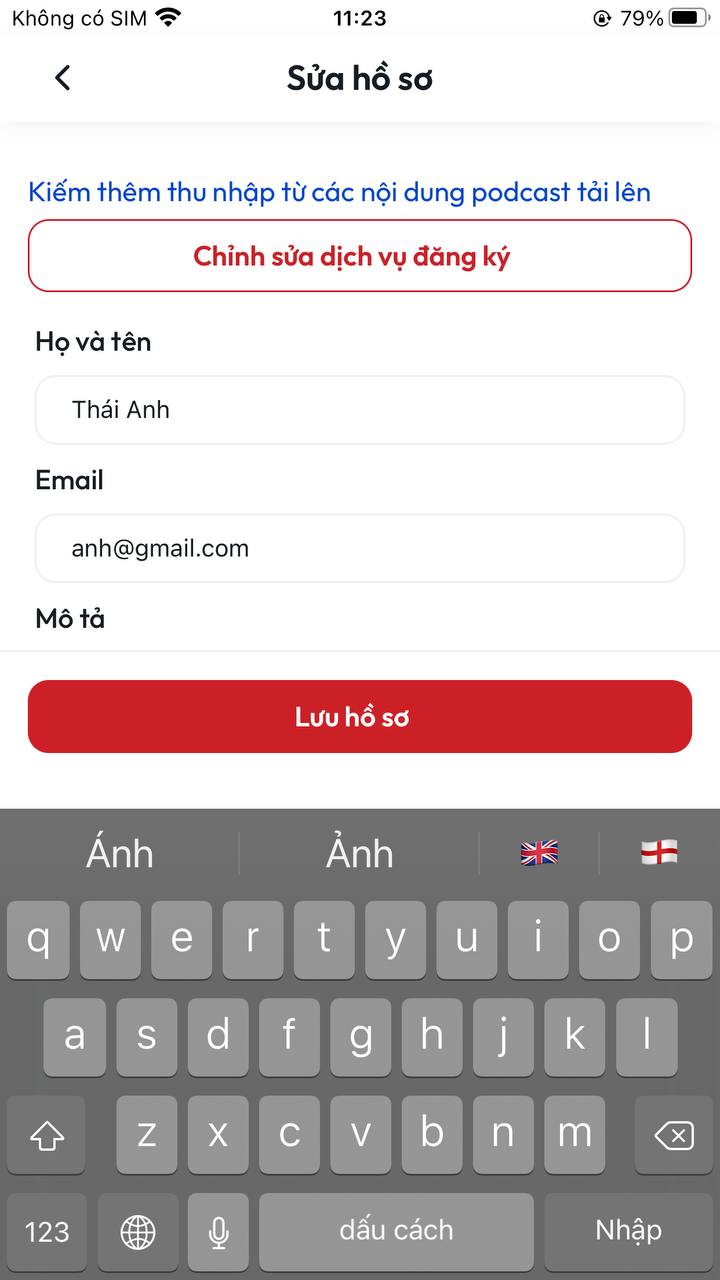 Không có SIM 11:23 79%
Sửa hồ sơ
Kiếm thêm thu nhập từ các nội dung podcast tải lên
Chỉnh sửa dịch vụ đăng ký
Họ và tên
Thái Anh
Email
anh@gmail.com
Mô tả
Lưu hồ sơ
Ánh Ảnh 🇬🇧 🏴󠁧󠁢󠁥󠁮󠁧󠁿
q w e r t y u i o p
a s d f g h j k l
z x c v b n m
123 dấu cách Nhập